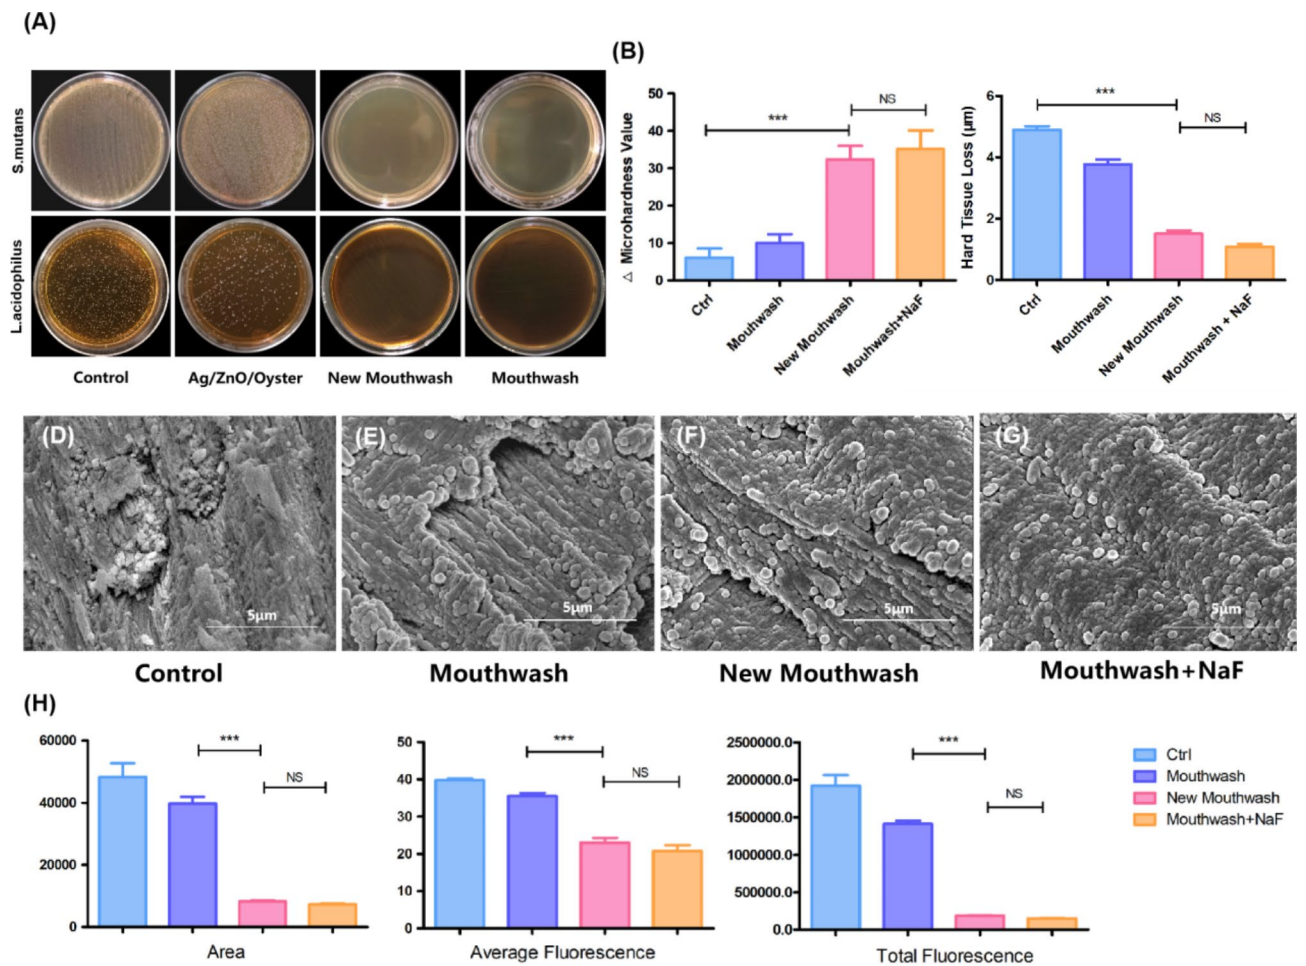 (A)
S.mutans
L.acidophilus
Control
Ag/ZnO/Oyster
New Mouthwash
Mouthwash
(B)
△ Microhardness Value
50
40
30
20
10
0
***
NS
Ctrl
Mouhwash
New Mouhwash
Mouhwash+NaF
Hard Tissue Loss (μm)
6
4
2
0
***
NS
Ctrl
Mouthwash
New Mouthwash
Mouthwash + NaF
(D)
5μm
Control
(E)
5μm
Mouthwash
(F)
5μm
New Mouthwash
(G)
5μm
Mouthwash+NaF
(H)
60000
40000
20000
0
***
NS
Area
40
30
20
10
0
***
NS
Average Fluorescence
2500000.0
2000000.0
1500000.0
1000000.0
500000.0
0.0
***
NS
Total Fluorescence
Ctrl
Mouthwash
New Mouthwash
Mouthwash+NaF